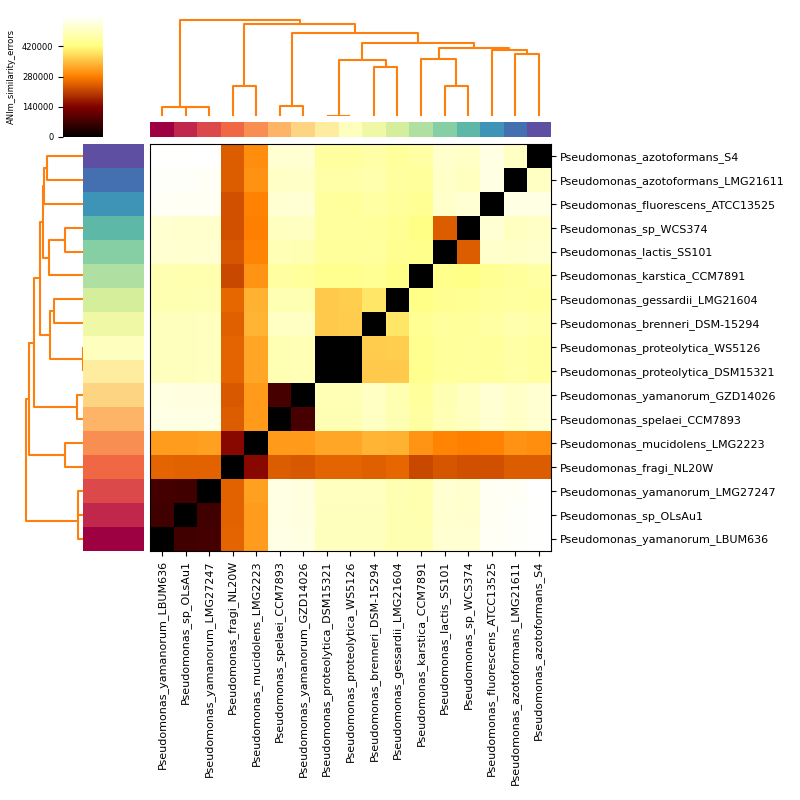 ANIm_similarity_errors
420000
280000
140000
0
Pseudomonas_azotoformans_S4
Pseudomonas_azotoformans_LMG21611
Pseudomonas_fluorescens_ATCC13525
Pseudomonas_sp_WCS374
Pseudomonas_lactis_SS101
Pseudomonas_karstica_CCM7891
Pseudomonas_gessardii_LMG21604
Pseudomonas_brenneri_DSM-15294
Pseudomonas_proteolytica_WS5126
Pseudomonas_proteolytica_DSM15321
Pseudomonas_yamanorum_GZD14026
Pseudomonas_spelaei_CCM7893
Pseudomonas_mucidolens_LMG2223
Pseudomonas_fragi_NL20W
Pseudomonas_yamanorum_LMG27247
Pseudomonas_sp_OLsAu1
Pseudomonas_yamanorum_LBUM636
Pseudomonas_yamanorum_LBUM636
Pseudomonas_sp_OLsAu1
Pseudomonas_yamanorum_LMG27247
Pseudomonas_fragi_NL20W
Pseudomonas_mucidolens_LMG2223
Pseudomonas_spelaei_CCM7893
Pseudomonas_yamanorum_GZD14026
Pseudomonas_proteolytica_DSM15321
Pseudomonas_proteolytica_WS5126
Pseudomonas_brenneri_DSM-15294
Pseudomonas_gessardii_LMG21604
Pseudomonas_karstica_CCM7891
Pseudomonas_lactis_SS101
Pseudomonas_sp_WCS374
Pseudomonas_fluorescens_ATCC13525
Pseudomonas_azotoformans_LMG21611
Pseudomonas_azotoformans_S4